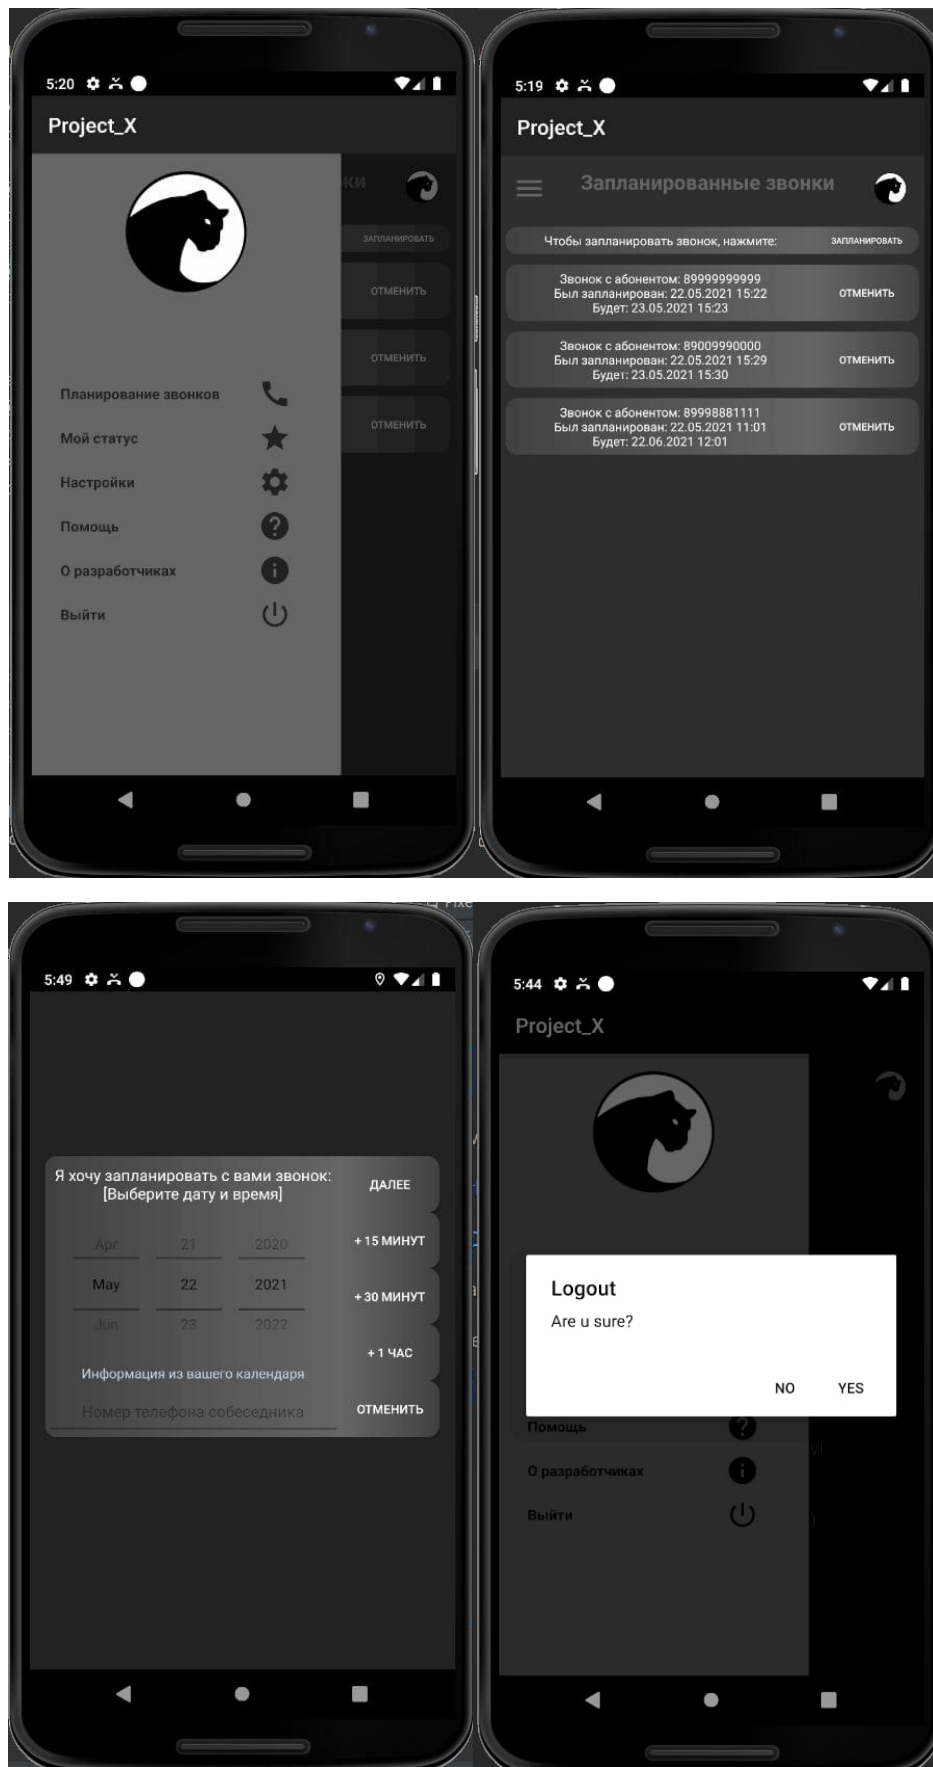 5:20
Project_X
КИ
ЗАПЛАНИРОВАТЬ
ОТМЕНИТЬ
ОТМЕНИТЬ
ОТМЕНИТЬ
Планирование звонков
Мой статус
Настройки
Помощь
О разработчиках
Выйти
5:19
Project_X
Запланированные звонки
Чтобы запланировать звонок, нажмите:
ЗАПЛАНИРОВАТЬ
Звонок с абонентом: 89999999999
Был запланирован: 22.05.2021 15:22
Будет: 23.05.2021 15:23
ОТМЕНИТЬ
Звонок с абонентом: 89009990000
Был запланирован: 22.05.2021 15:29
Будет: 23.05.2021 15:30
ОТМЕНИТЬ
Звонок с абонентом: 89998881111
Был запланирован: 22.05.2021 11:01
Будет: 22.06.2021 12:01
ОТМЕНИТЬ
5:49
Я хочу запланировать с вами звонок:
[Выберите дату и время]
ДАЛЕЕ
+ 15 МИНУТ
+ 30 МИНУТ
+ 1 ЧАС
ОТМЕНИТЬ
Apr 21 2020
May 22 2021
Jun 23 2022
Информация из вашего календаря
Номер телефона собеседника
5:44
Project_X
Logout
Are u sure?
NO YES
Помощь
О разработчиках
Выйти